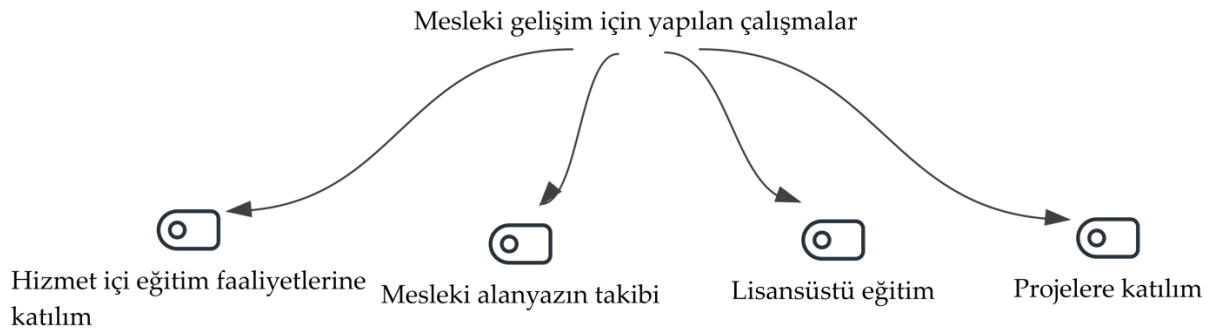 Mesleki gelişim için yapılan çalışmalar
Hizmet içi eğitim faaliyetlerine
katılım
Mesleki alanyazın takibi
Lisansüstü eğitim
Projelere katılım